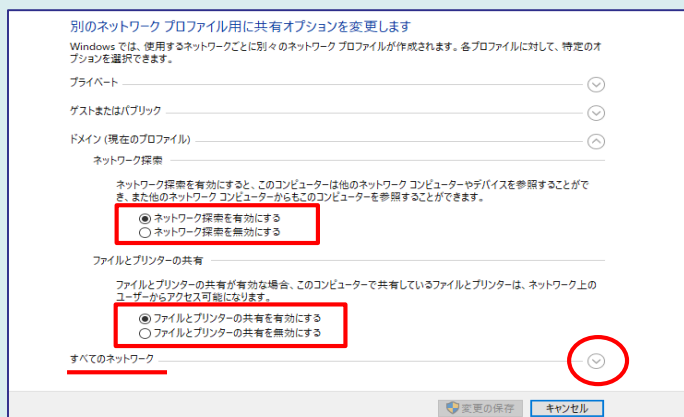 別のネットワーク プロファイル用に共有オプションを変更します
Windows では、使用するネットワークごとに別々のネットワーク プロファイルが作成されます。各プロファイルに対して、特定のオ
プションを選択できます。
プライベート
ゲストまたはパブリック
ドメイン (現在のプロファイル)
ネットワーク探索
ネットワーク探索を有効にすると、このコンピューターは他のネットワーク コンピューターやデバイスを参照することがで
き、また他のネットワーク コンピューターからもこのコンピューターを参照することができます。
ネットワーク探索を有効にする
ネットワーク探索を無効にする
ファイルとプリンターの共有
ファイルとプリンターの共有が有効な場合、このコンピューターで共有しているファイルとプリンターは、ネットワーク上の
ユーザーからアクセス可能になります。
ファイルとプリンターの共有を有効にする
ファイルとプリンターの共有を無効にする
すべてのネットワーク
変更の保存 キャンセル